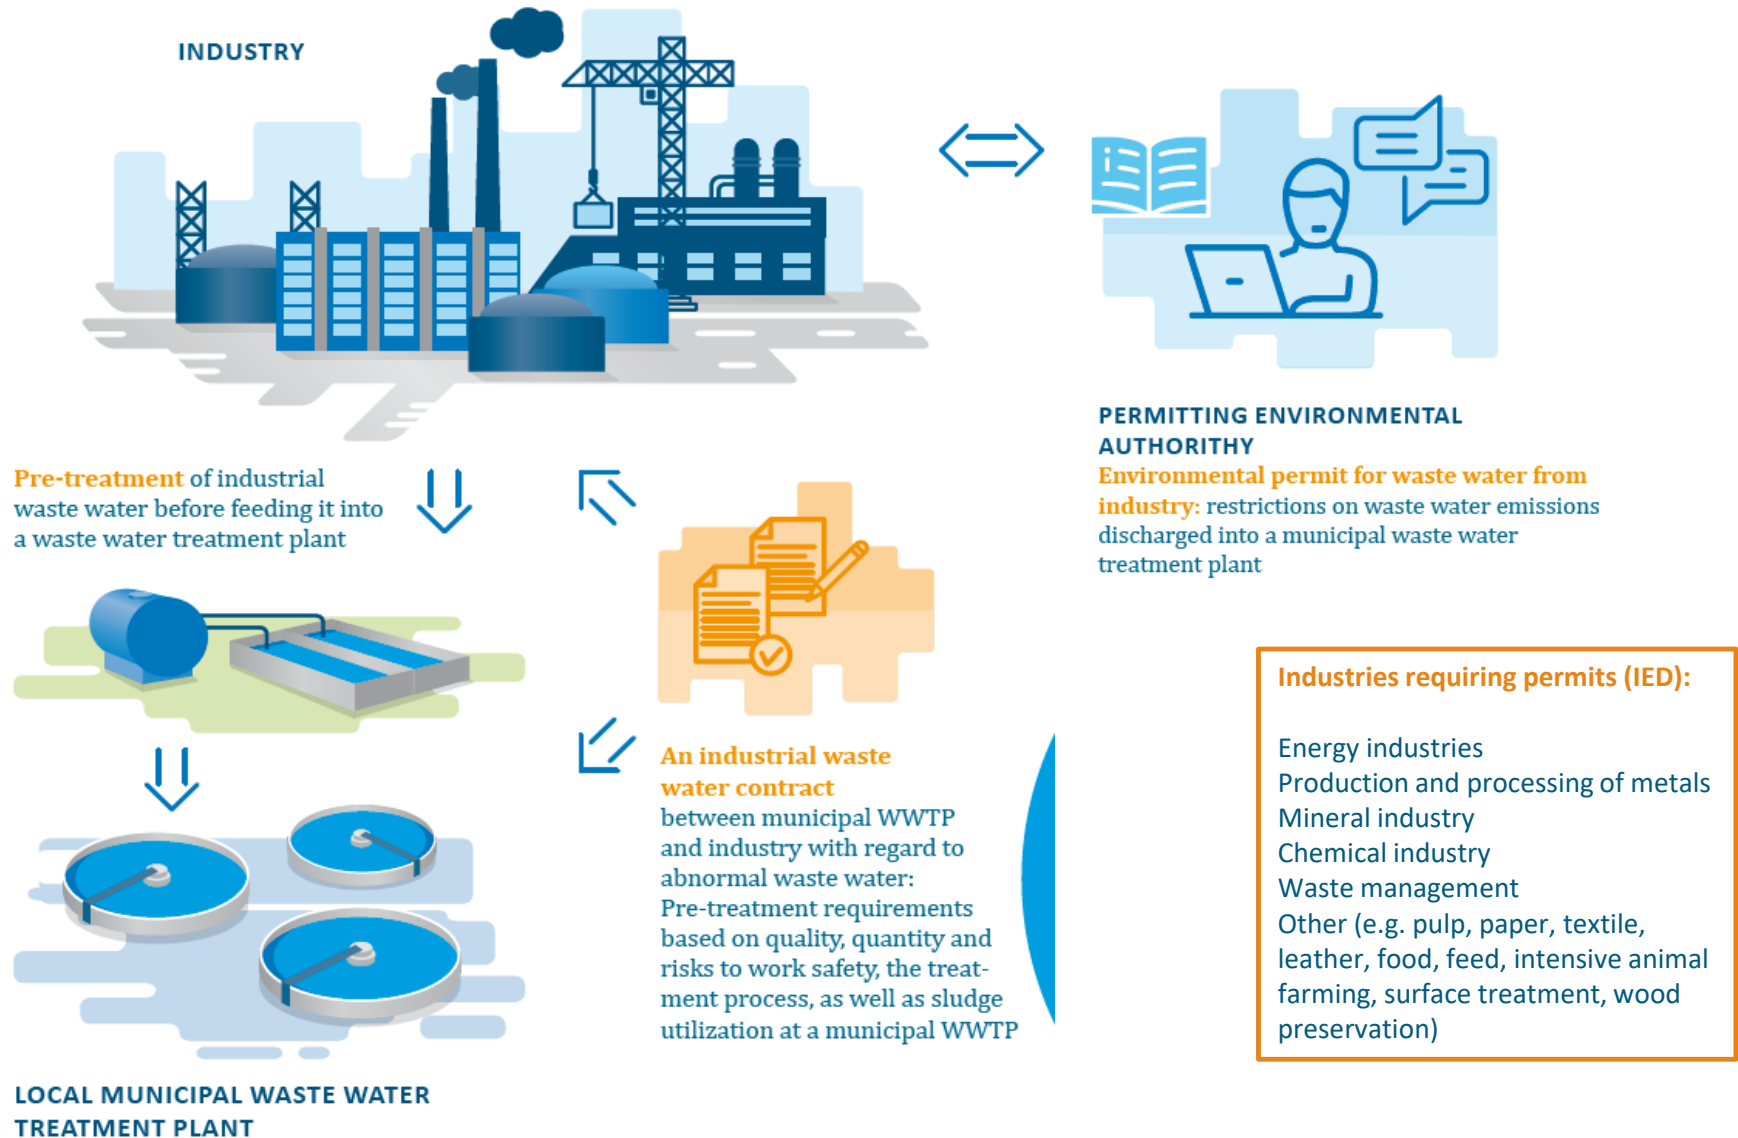 INDUSTRY
PERMITTING ENVIRONMENTAL
AUTHORITHY
Environmental permit for waste water from
industry: restrictions on waste water emissions
discharged into a municipal waste water
treatment plant
Pre-treatment of industrial
waste water before feeding it into
a waste water treatment plant
An industrial waste
water contract
between municipal WWTP
and industry with regard to
abnormal waste water:
Pre-treatment requirements
based on quality, quantity and
risks to work safety, the treat-
ment process, as well as sludge
utilization at a municipal WWTP
Industries requiring permits (IED):
Energy industries
Production and processing of metals
Mineral industry
Chemical industry
Waste management
Other (e.g. pulp, paper, textile,
leather, food, feed, intensive animal
farming, surface treatment, wood
preservation)
LOCAL MUNICIPAL WASTE WATER
TREATMENT PLANT